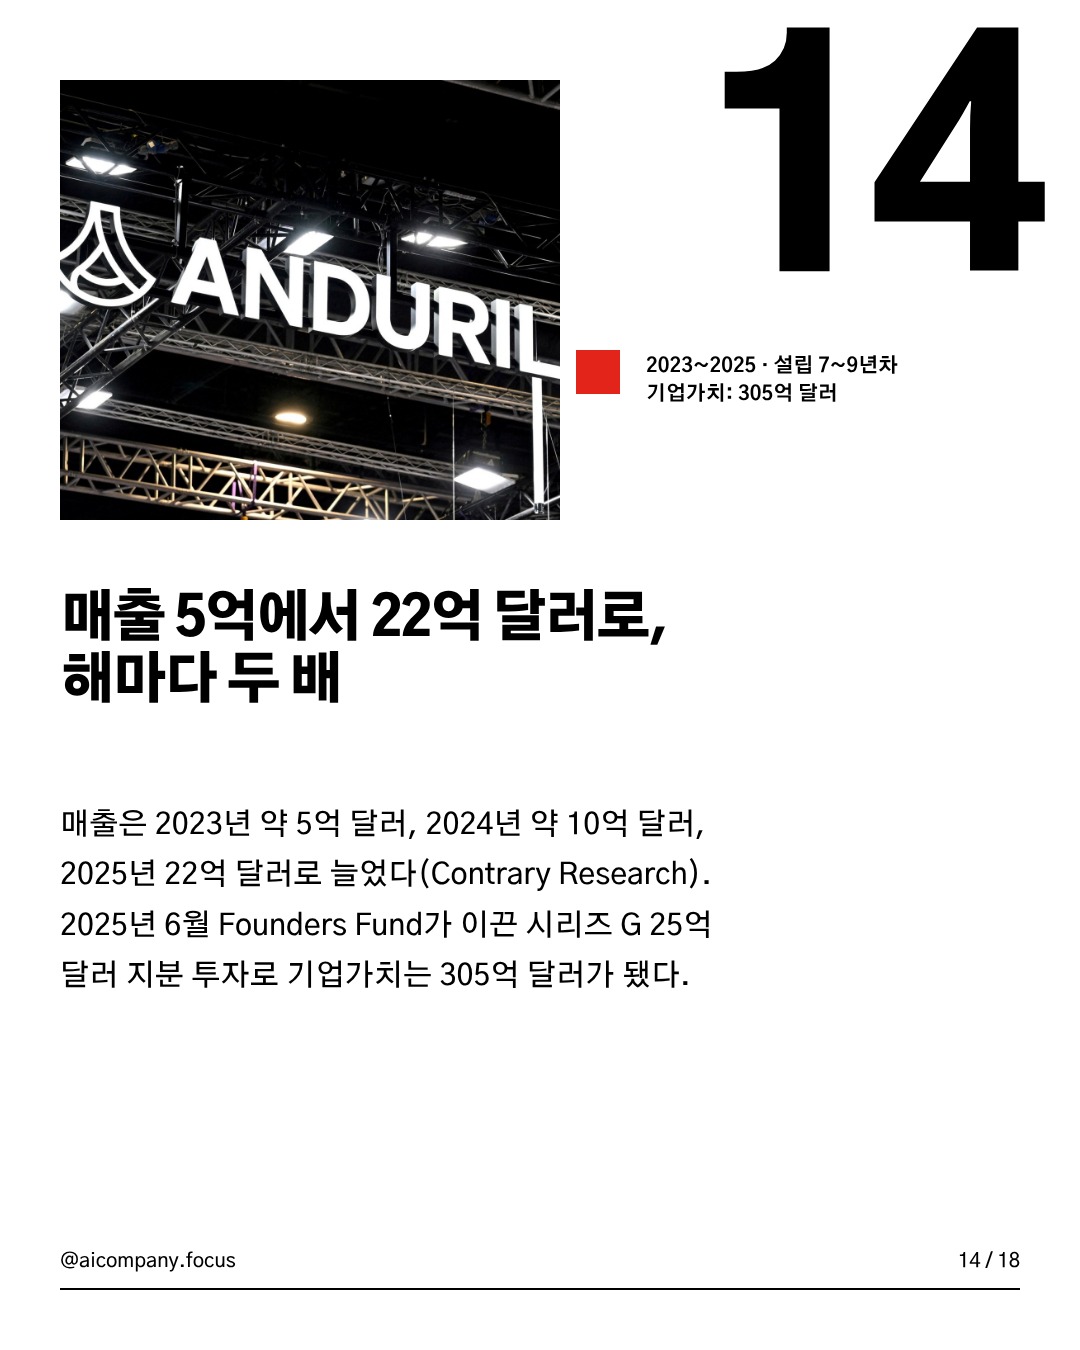 14
ANDURIL
2023~2025 · 설립 7~9년차
기업가치: 305억 달러
매출 5억에서 22억 달러로,
해마다 두 배
매출은 2023년 약 5억 달러, 2024년 약 10억 달러,
2025년 22억 달러로 늘었다(Contrary Research).
2025년 6월 Founders Fund가 이끈 시리즈 G 25억
달러 지분 투자로 기업가치는 305억 달러가 됐다.
@aicompany.focus
14 / 18